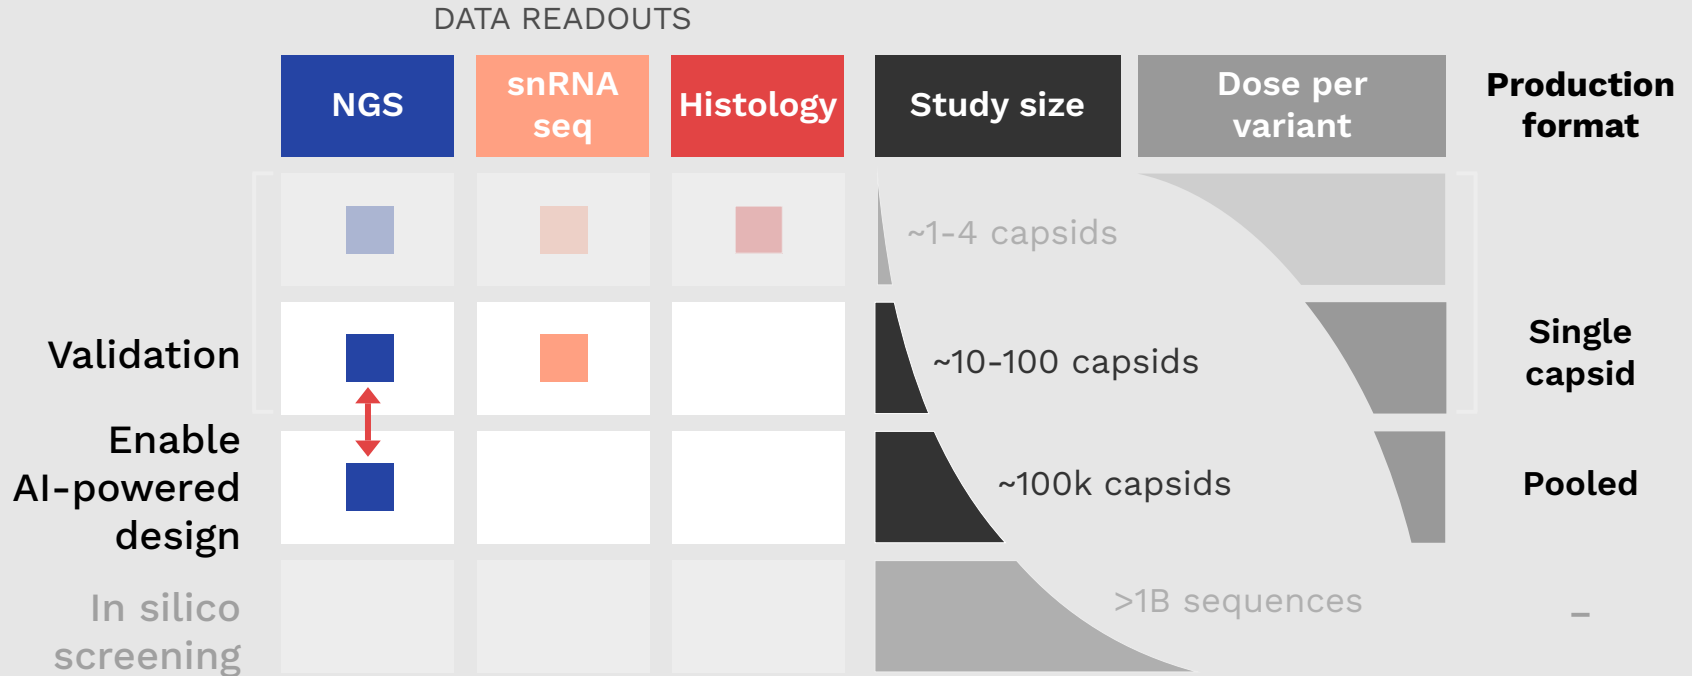 DATA READOUTS
NGS
snRNA
seq
Histology
Study size
Dose per
variant
Production
format
~1-4 capsids
Validation
~10-100 capsids
Single
capsid
Enable
AI-powered
design
~100k capsids
Pooled
In silico
screening
>1B sequences
–